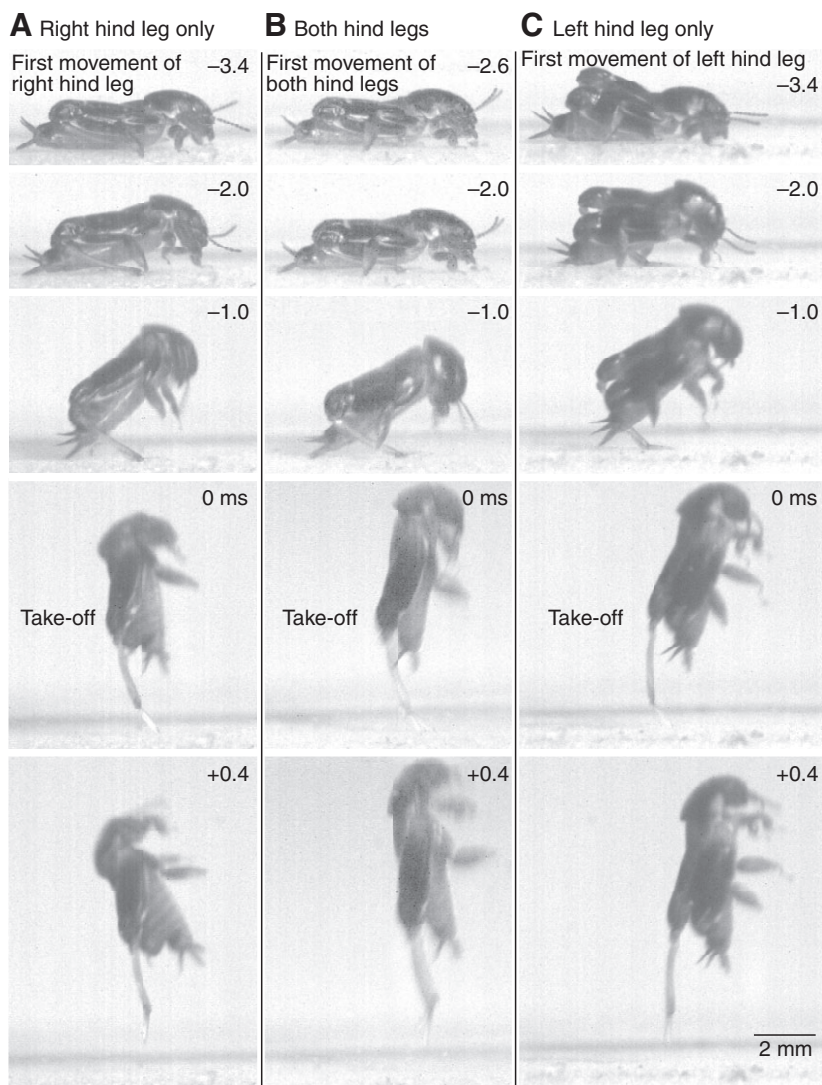 A Right hind leg only
First movement of
right hind leg
–3.4
–2.0
–1.0
0 ms
Take-off
+0.4
B Both hind legs
First movement of
both hind legs
–2.6
–2.0
–1.0
0 ms
Take-off
+0.4
C Left hind leg only
First movement of left hind leg
–3.4
–2.0
–1.0
0 ms
Take-off
+0.4
2 mm